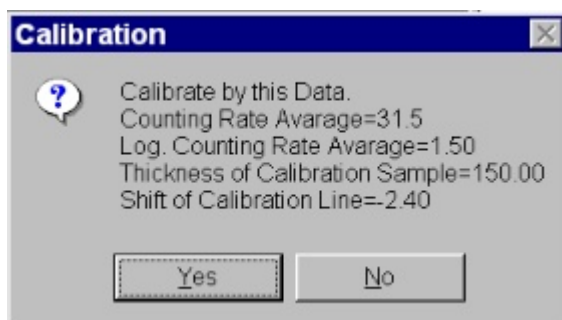 Calibration
Calibrate by this Data.
Counting Rate Avarage=31.5
Log. Counting Rate Avarage=1.50
Thickness of Calibration Sample=150.00
Shift of Calibration Line=-2.40
Yes
No